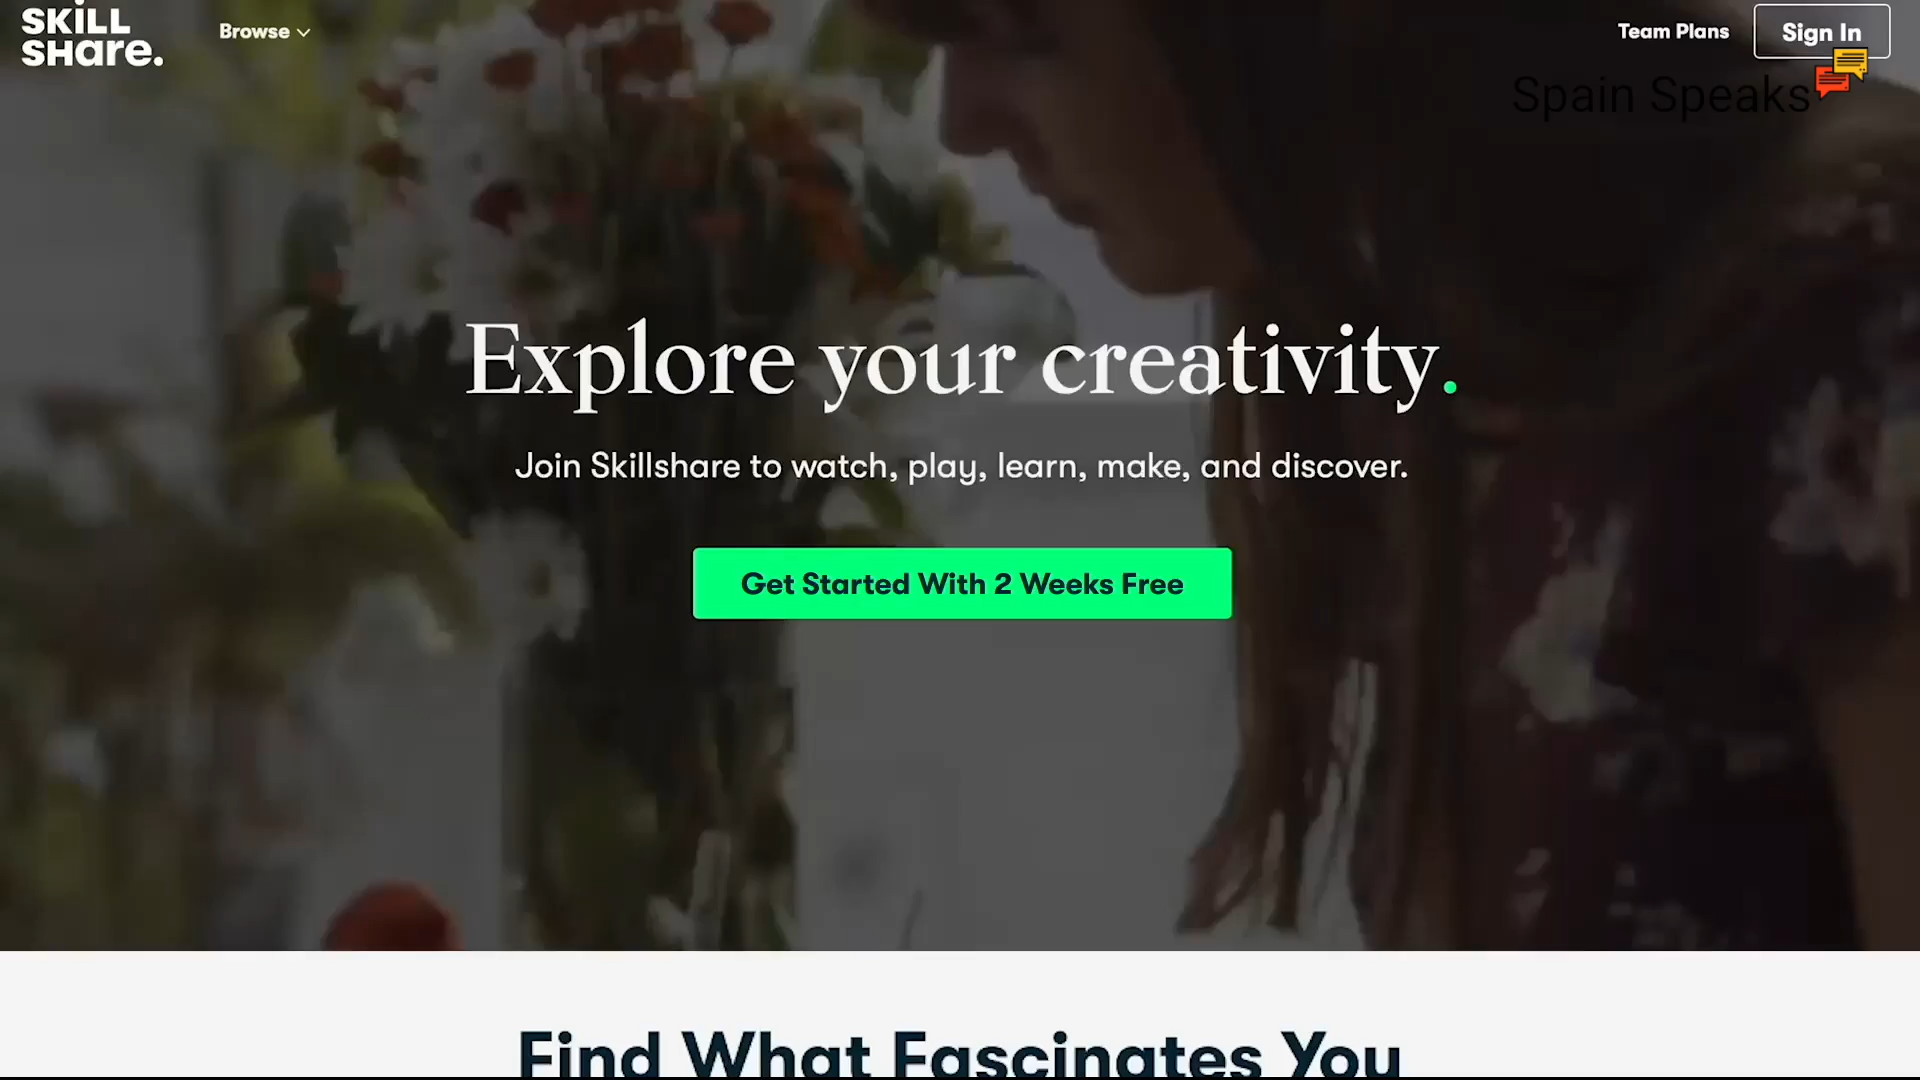 SKILL
SHare.
Browse
Team Plans
Sign In
Spain Speaks
Explore your creativity.
Join Skillshare to watch, play, learn, make, and discover.
Get Started With 2 Weeks Free
Find What Fascinates You